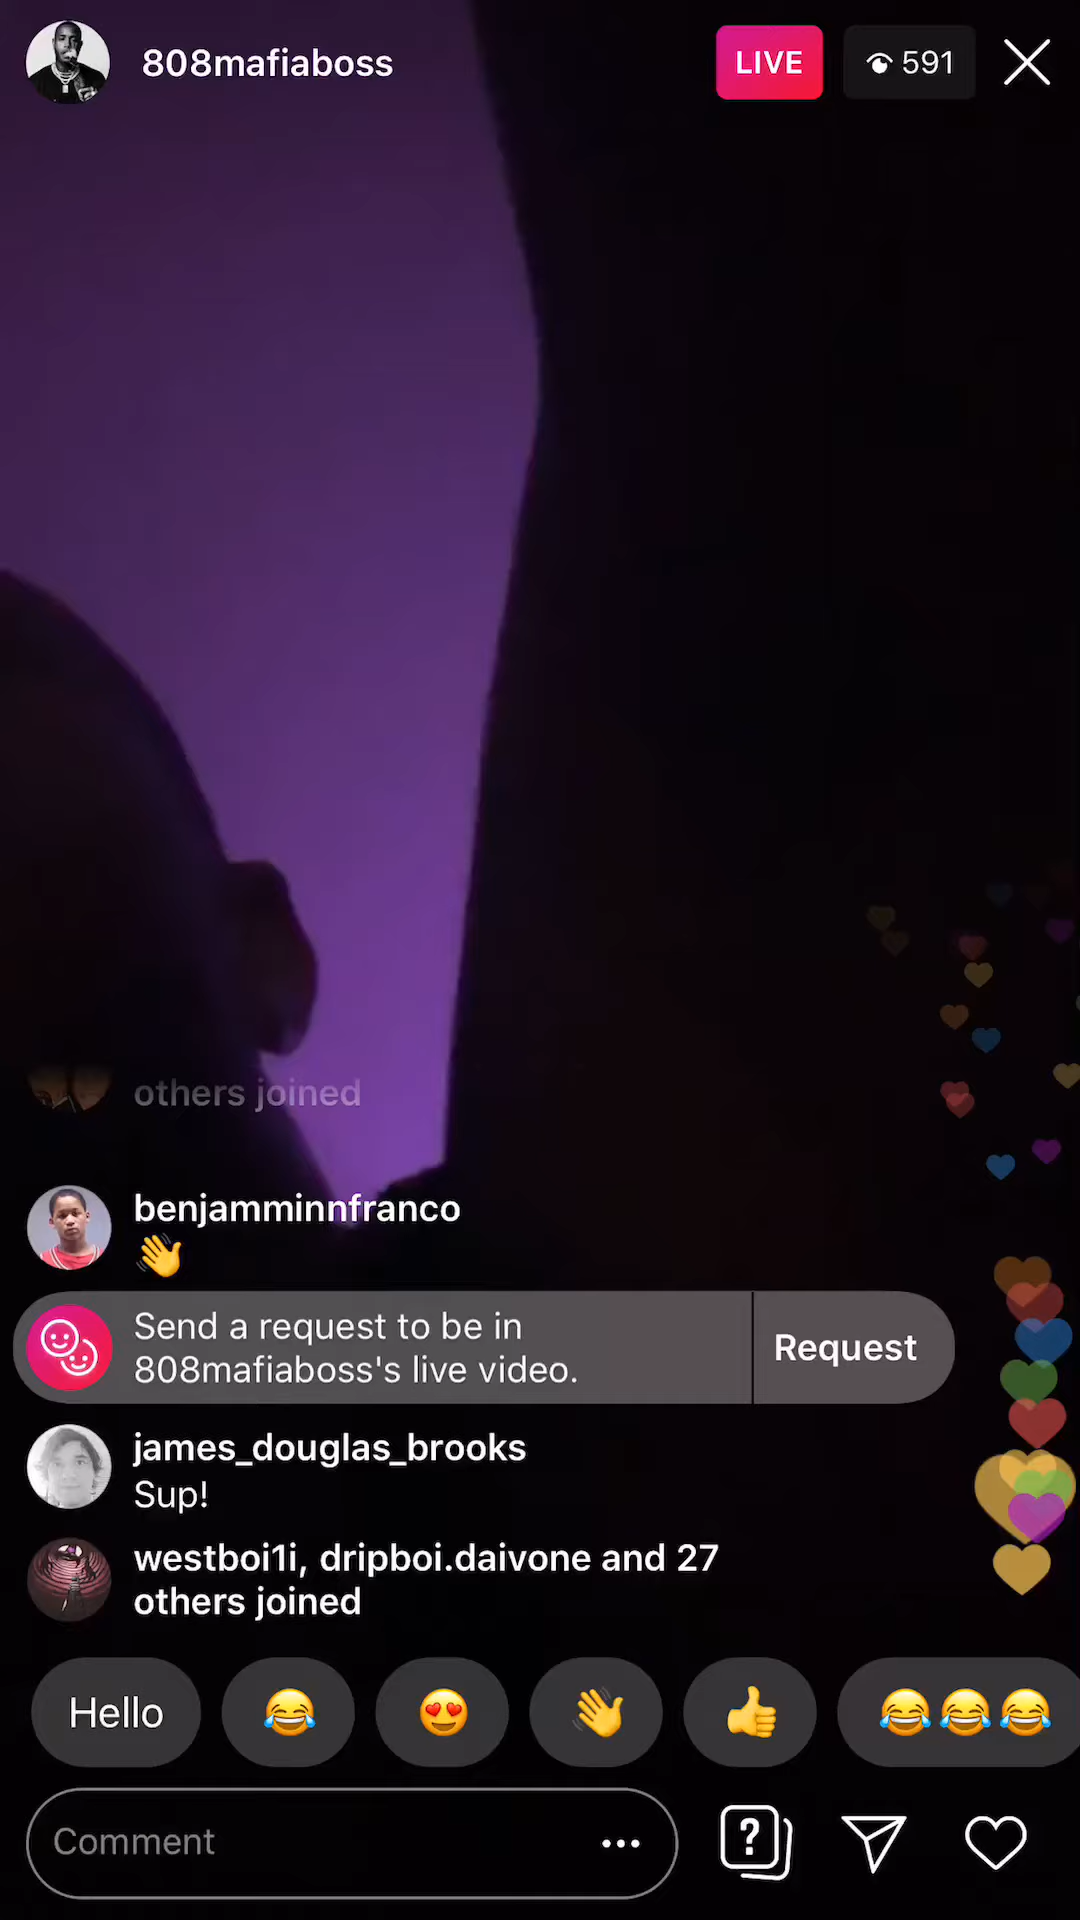 808mafiaboss
LIVE
591
others joined
benjamminnfranco
👋
Send a request to be in
808mafiaboss's live video.
Request
james_douglas_brooks
Sup!
westboi1i, dripboi.daivone and 27
others joined
Hello
😂
😍
👋
👍
😂😂😂
Comment